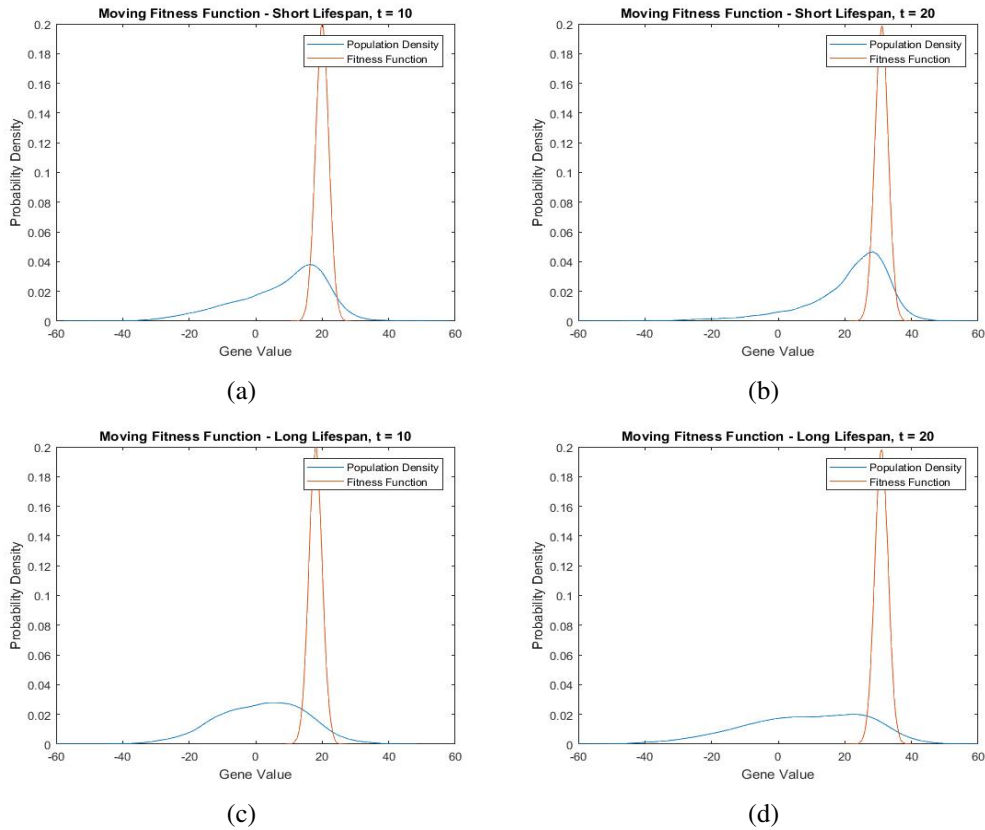 Moving Fitness Function - Short Lifespan, t = 10
0.2
0.18
0.16
0.14
0.12
0.1
0.08
0.06
0.04
0.02
0
Probability Density
Population Density
Fitness Function
-60 -40 -20 0 20 40 60
Gene Value
(a)
Moving Fitness Function - Short Lifespan, t = 20
0.2
0.18
0.16
0.14
0.12
0.1
0.08
0.06
0.04
0.02
0
Probability Density
Population Density
Fitness Function
-60 -40 -20 0 20 40 60
Gene Value
(b)
Moving Fitness Function - Long Lifespan, t = 10
0.2
0.18
0.16
0.14
0.12
0.1
0.08
0.06
0.04
0.02
0
Probability Density
Population Density
Fitness Function
-60 -40 -20 0 20 40 60
Gene Value
(c)
Moving Fitness Function - Long Lifespan, t = 20
0.2
0.18
0.16
0.14
0.12
0.1
0.08
0.06
0.04
0.02
0
Probability Density
Population Density
Fitness Function
-60 -40 -20 0 20 40 60
Gene Value
(d)